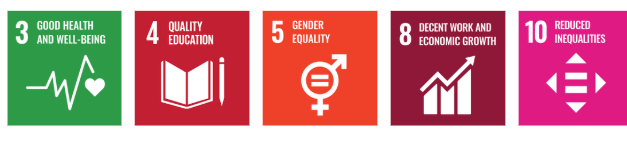 3 GOOD HEALTH
AND WELL-BEING
4 QUALITY
EDUCATION
5 GENDER
EQUALITY
8 DECENT WORK AND
ECONOMIC GROWTH
10 REDUCED
INEQUALITIES